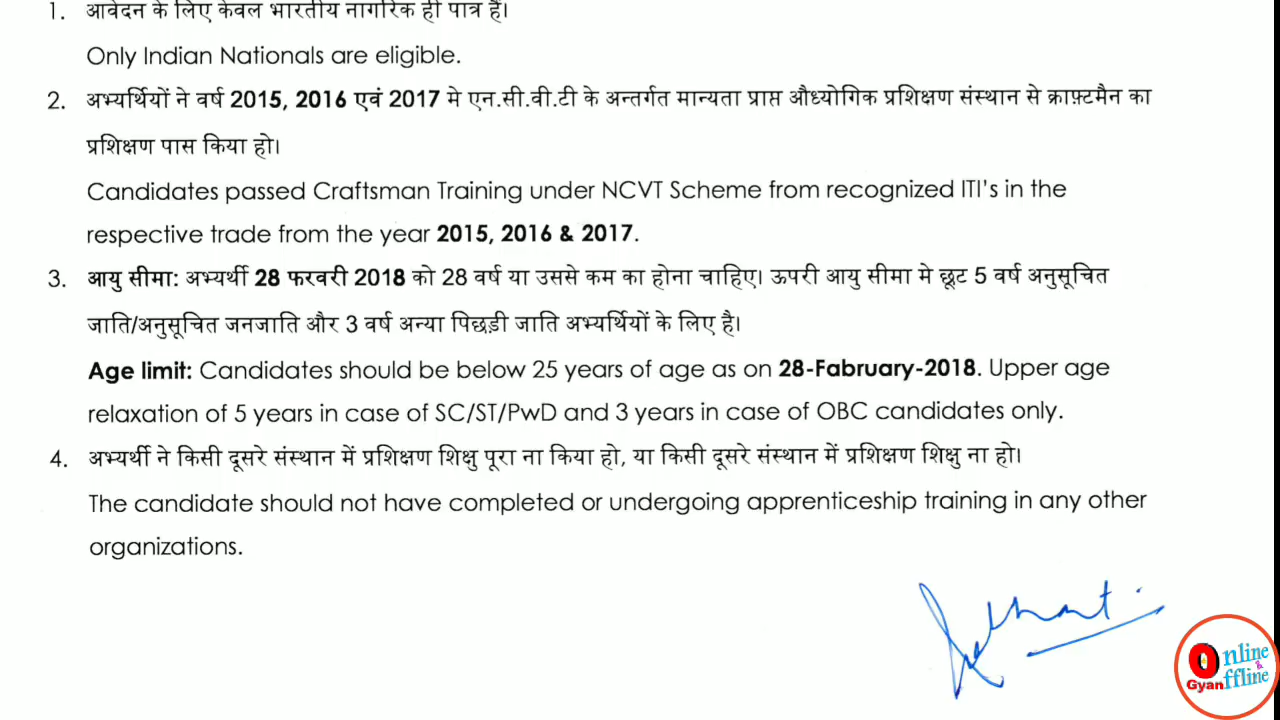 1. आवेदन के लिए केवल भारतीय नागरिक ही पात्र हैं।
Only Indian Nationals are eligible.
2. अभ्यर्थियों ने वर्ष 2015, 2016 एवं 2017 मे एन.सी.वी.टी के अन्तर्गत मान्यता प्राप्त औध्योगिक प्रशिक्षण संस्थान से क्राफ़्टमैन का
प्रशिक्षण पास किया हो।
Candidates passed Craftsman Training under NCVT Scheme from recognized ITI's in the
respective trade from the year 2015, 2016 & 2017.
3. आयु सीमा: अभ्यर्थी 28 फरवरी 2018 को 28 वर्ष या उससे कम का होना चाहिए। ऊपरी आयु सीमा मे छूट 5 वर्ष अनुसूचित
जाति/अनुसूचित जनजाति और 3 वर्ष अन्या पिछड़ी जाति अभ्यर्थियों के लिए है।
Age limit: Candidates should be below 25 years of age as on 28-Fabruary-2018. Upper age
relaxation of 5 years in case of SC/ST/PwD and 3 years in case of OBC candidates only.
4. अभ्यर्थी ने किसी दूसरे संस्थान में प्रशिक्षण शिक्षु पूरा ना किया हो, या किसी दूसरे संस्थान में प्रशिक्षण शिक्षु ना हो।
The candidate should not have completed or undergoing apprenticeship training in any other
organizations.
Online
&
Gyan ffline